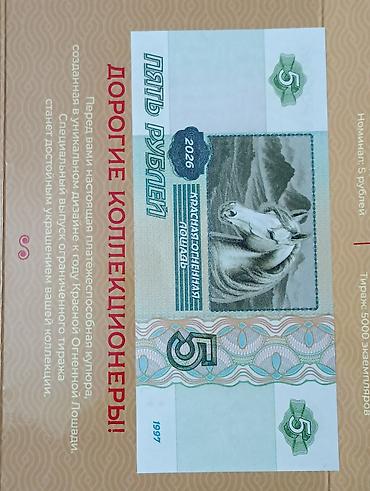 Номинал: 5 рублей
Тираж 5000 экземпляров
5
5
ПЯТЬ РУБЛЕЙ
2026
КРАСНАЯ ОГНЕННАЯ
ЛОШАДЬ
5
5
1997
ДОРОГИЕ КОЛЛЕКЦИОНЕРЫ!
Перед вами настоящая платежеспособная купюра,
созданная в уникальном дизайне к году Красной Огненной Лошади.
Специальный выпуск ограниченного тиража
станет достойным украшением вашей коллекции.